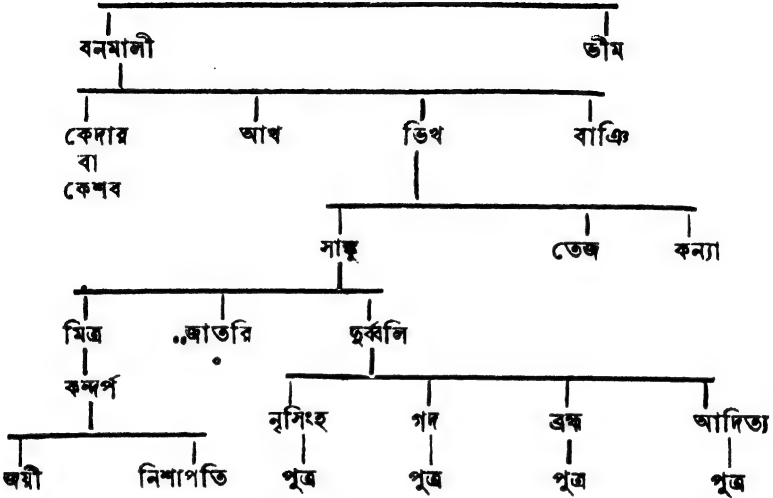 বনমালী ভীম
কেদার আখ ভিখ বাঞি
বা
কেশব
সাঙ্কু তেজ কন্যা
মিত্র জাতরি দুর্ব্বলি
কন্দর্প
নৃসিংহ গদ ব্রহ্ম আদিত্য
জয়ী নিশাপতি পুত্র পুত্র পুত্র পুত্র